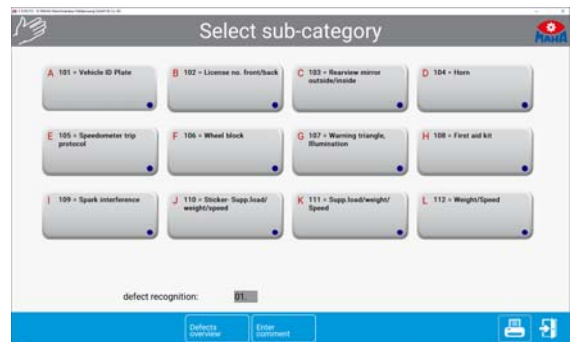 Select sub-category
MAHA
A 101 = Vehicle ID Plate
B 102 = License no. front/back
C 103 = Rearview mirror
outside/inside
D 104 = Horn
E 105 = Speedometer trip
protocol
F 106 = Wheel block
G 107 = Warning triangle,
Illumination
H 108 = First aid kit
I 109 = Spark interference
J 110 = Sticker- Supp.load/
weight/speed
K 111 = Supp.load/weight/
Speed
L 112 = Weight/Speed
defect recognition: 01.
Defects
overview
Enter
comment